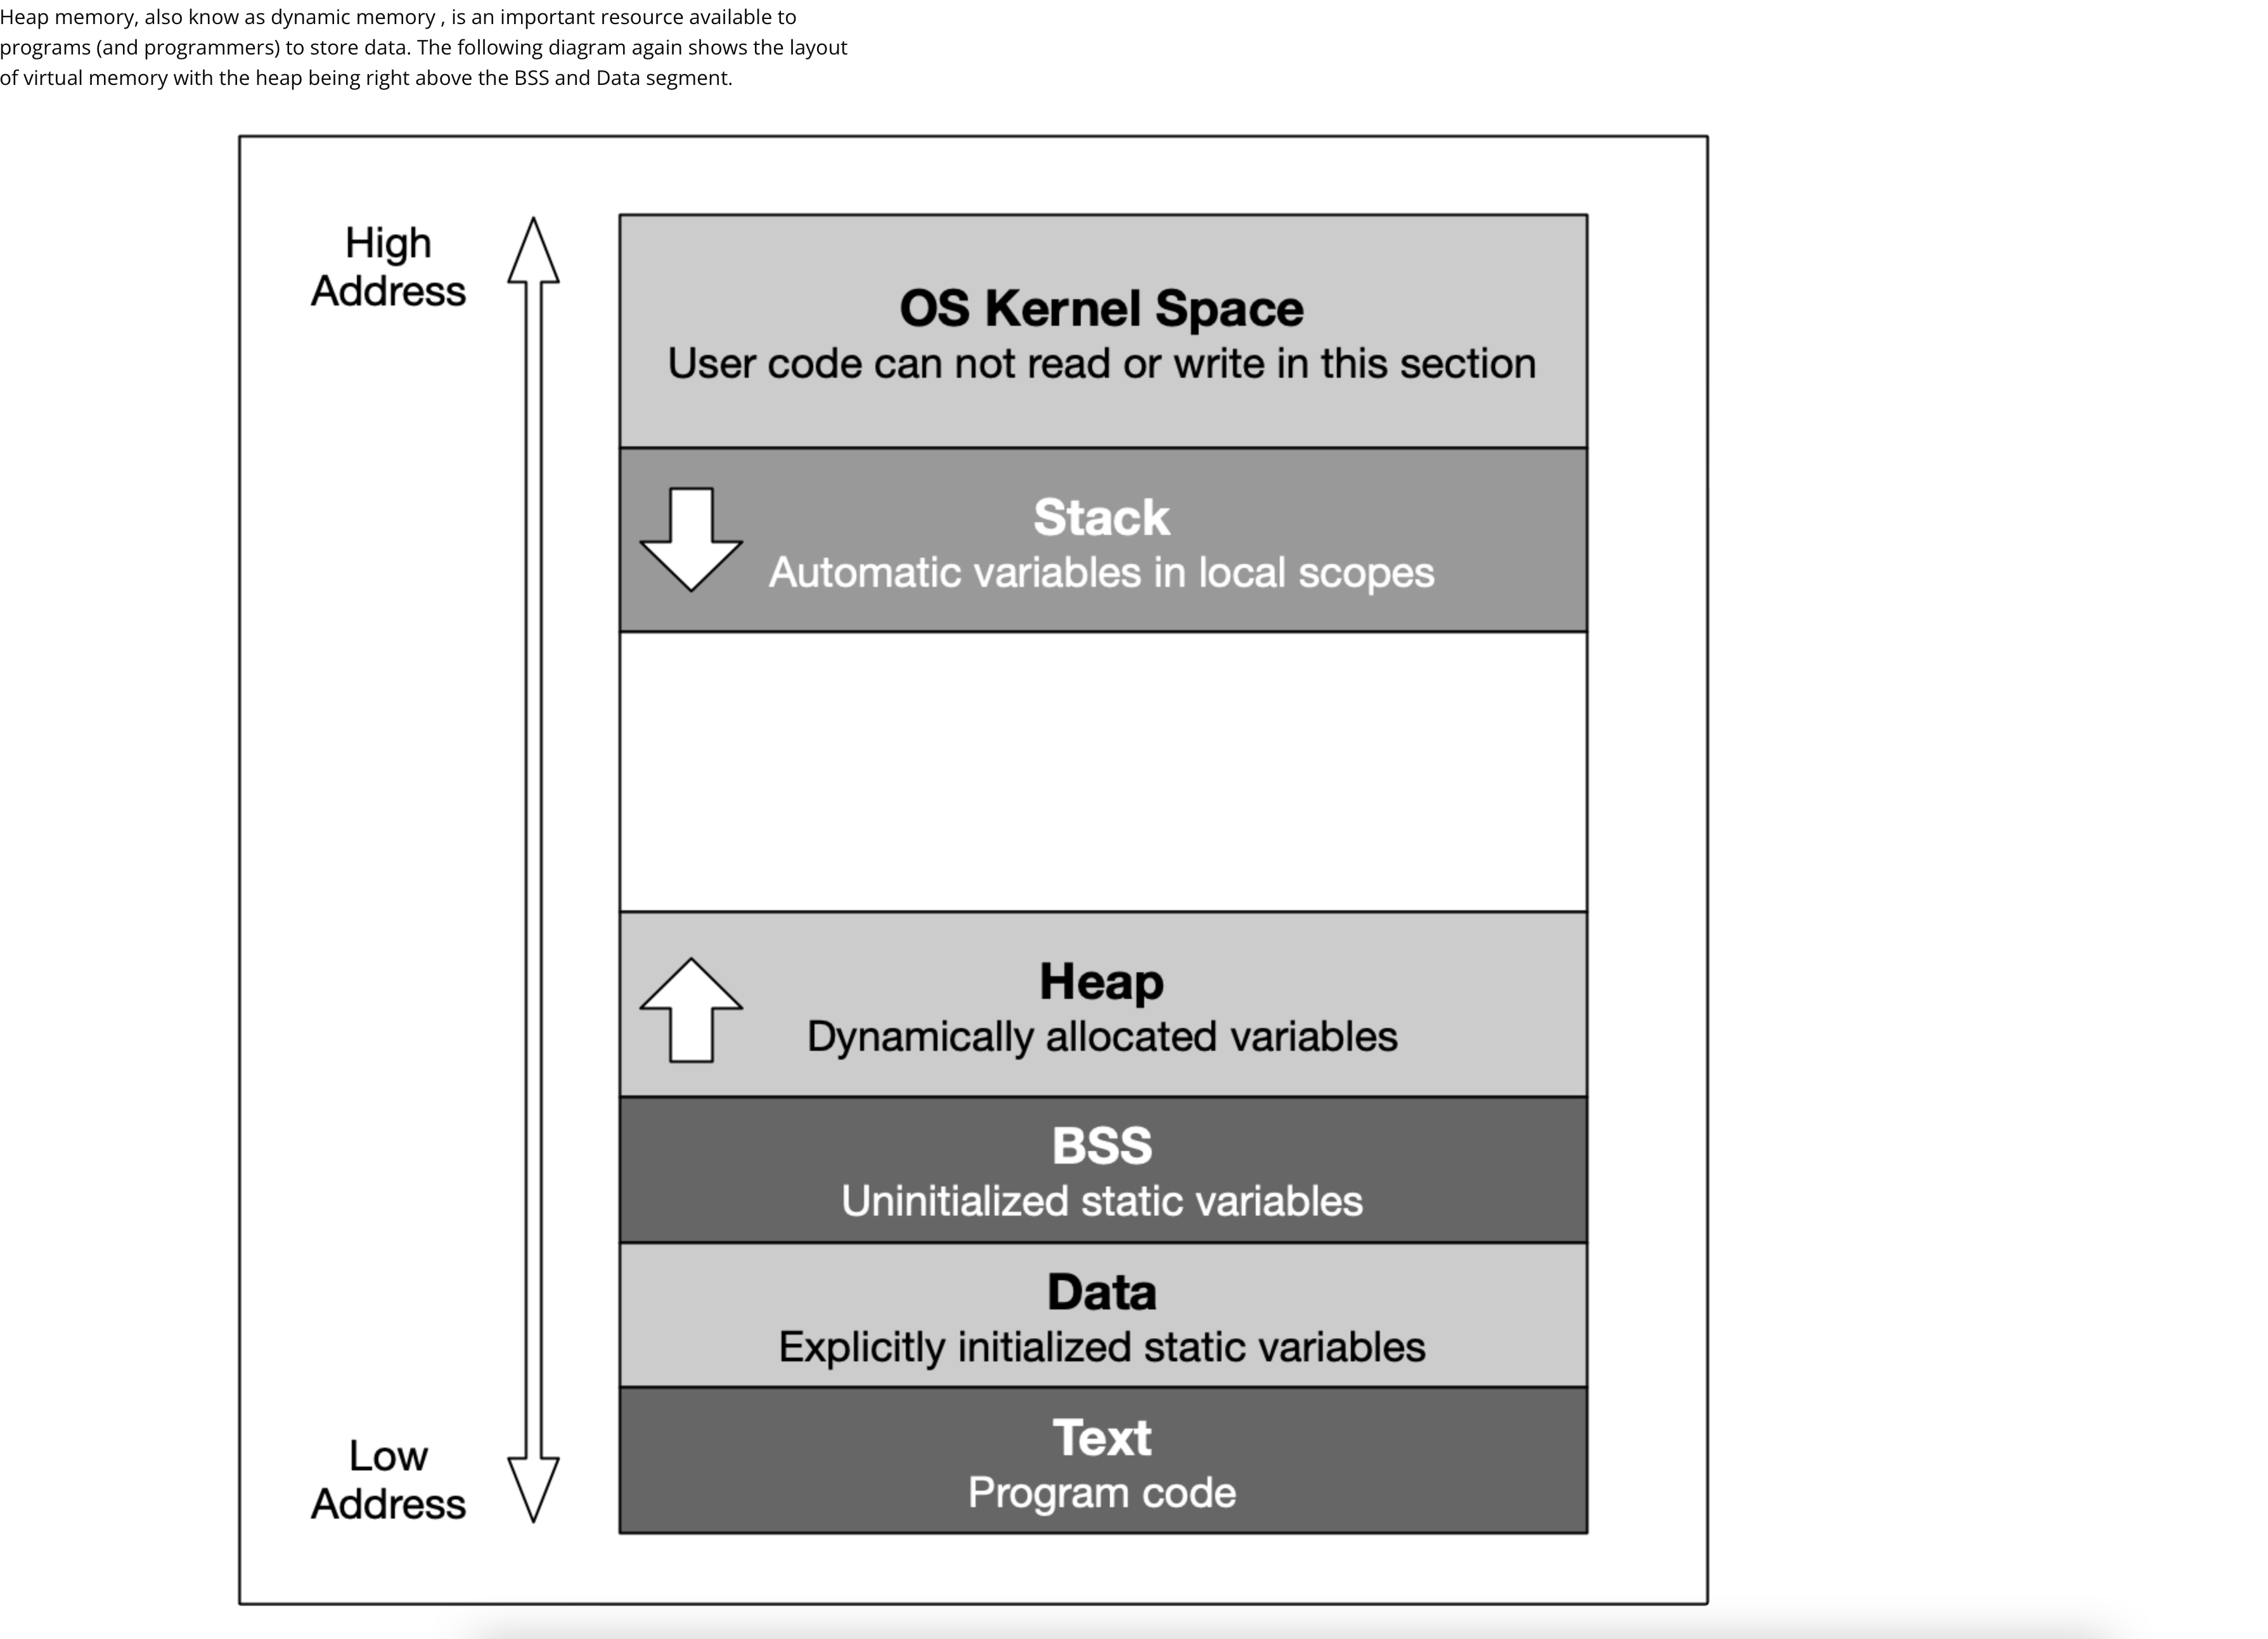 Heap memory, also know as dynamic memory , is an important resource available to
programs (and programmers) to store data. The following diagram again shows the layout
of virtual memory with the heap being right above the BSS and Data segment.
High
Address
OS Kernel Space
User code can not read or write in this section
Stack
Automatic variables in local scopes
Heap
Dynamically allocated variables
BSS
Uninitialized static variables
Data
Explicitly initialized static variables
Low
Address
Text
Program code